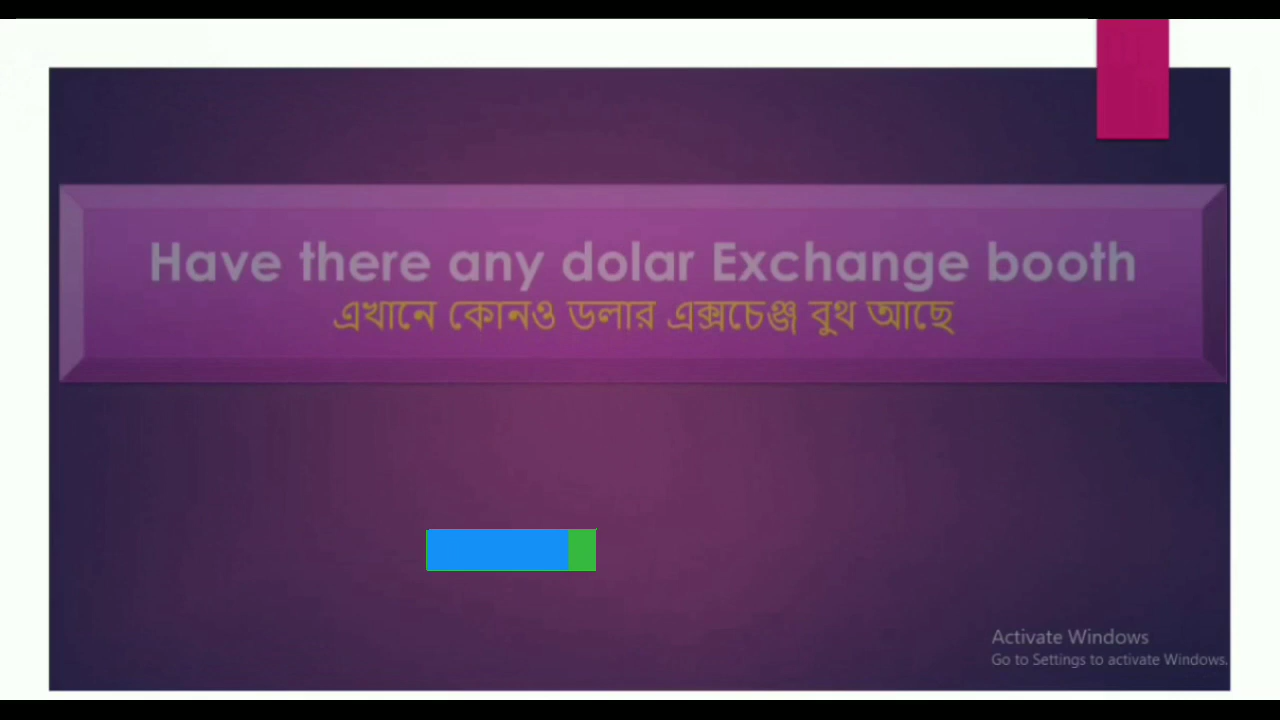 Have there any dolar Exchange booth
এখানে কোনও ডলার এক্সচেঞ্জ বুথ আছে
Activate Windows
Go to Settings to activate Windows.